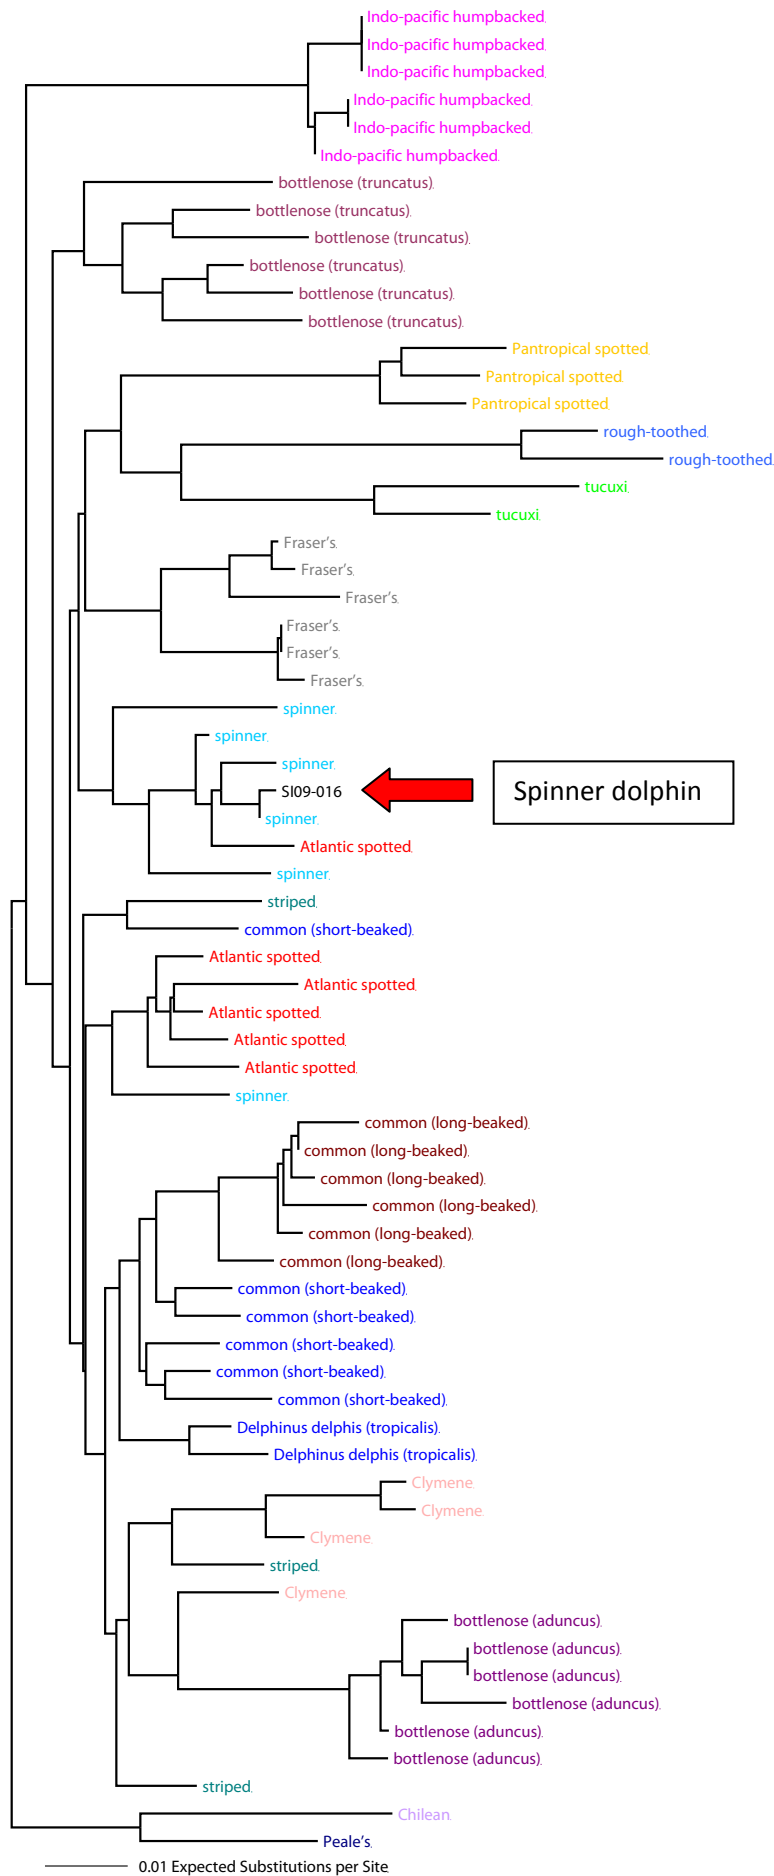 Indo-pacific humpbacked.
Indo-pacific humpbacked.
Indo-pacific humpbacked.
Indo-pacific humpbacked.
Indo-pacific humpbacked.
Indo-pacific humpbacked.
bottlenose (truncatus).
bottlenose (truncatus).
bottlenose (truncatus).
bottlenose (truncatus).
bottlenose (truncatus).
bottlenose (truncatus).
Pantropical spotted.
Pantropical spotted.
Pantropical spotted.
rough-toothed.
rough-toothed.
tucuxi.
tucuxi.
Fraser's.
Fraser's.
Fraser's.
Fraser's.
Fraser's.
Fraser's.
spinner.
spinner.
spinner.
SI09-016
Spinner dolphin
spinner.
Atlantic spotted.
spinner.
striped.
common (short-beaked).
Atlantic spotted.
Atlantic spotted.
Atlantic spotted.
Atlantic spotted.
Atlantic spotted.
spinner.
common (long-beaked).
common (long-beaked).
common (long-beaked).
common (long-beaked).
common (long-beaked).
common (long-beaked).
common (short-beaked).
common (short-beaked).
common (short-beaked).
common (short-beaked).
common (short-beaked).
Delphinus delphis (tropicalis).
Delphinus delphis (tropicalis).
Clymene.
Clymene.
Clymene.
striped.
Clymene.
bottlenose (aduncus).
bottlenose (aduncus).
bottlenose (aduncus).
bottlenose (aduncus).
bottlenose (aduncus).
bottlenose (aduncus).
striped.
Chilean.
Peale's.
0.01 Expected Substitutions per Site.